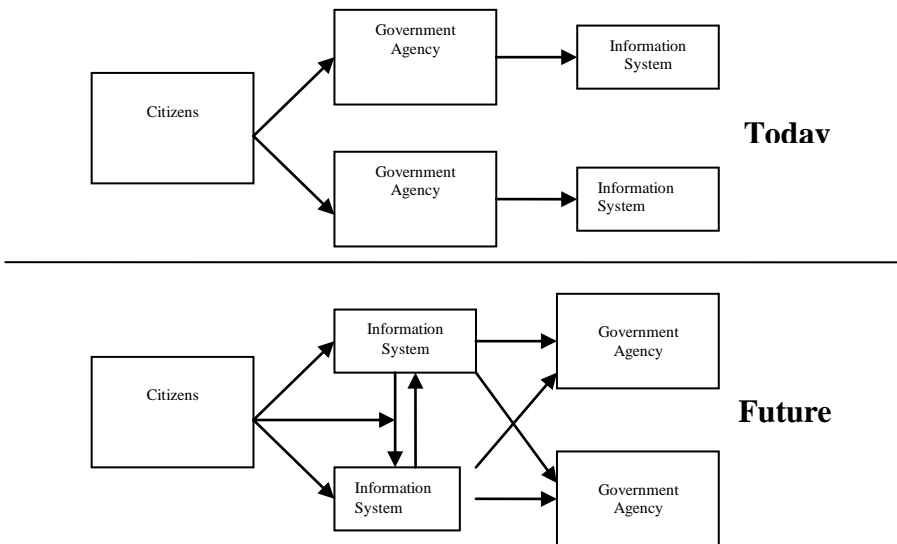 Government
Agency
Information
System
Citizens
Today
Government
Agency
Information
System
Information
System
Government
Agency
Citizens
Future
Information
System
Government
Agency